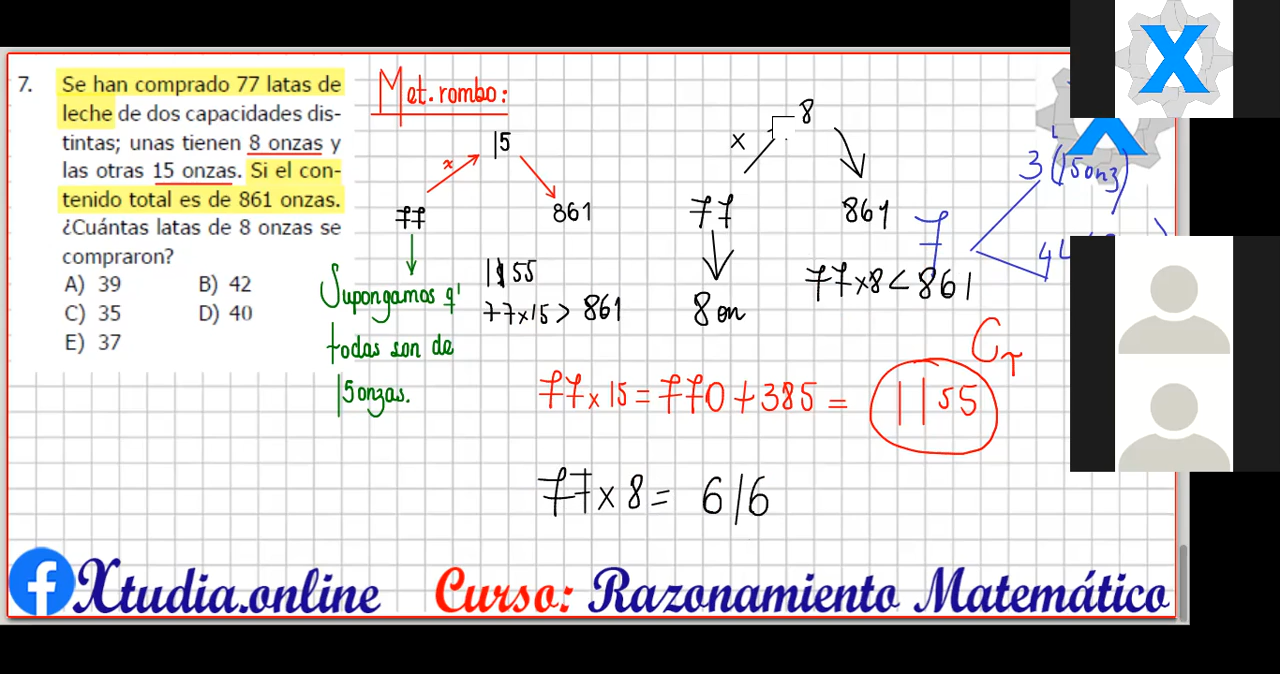 7. Se han comprado 77 latas de
leche de dos capacidades dis-
tintas; unas tienen 8 onzas y
las otras 15 onzas. Si el con-
tenido total es de 861 onzas.
¿Cuántas latas de 8 onzas se
compraron?
A) 39 B) 42
C) 35 D) 40
E) 37
Met. rombo:
15
x
77
861
Supongamos q'
todas son de
15onzas.
1155
77x15 > 861
8
x
77
861
8 on
77x8 < 861
7
3 (15onz)
X
77x15 = 770 + 385 = 1155
CT
77x8 = 616
Xtudia.online Curso: Razonamiento Matemático